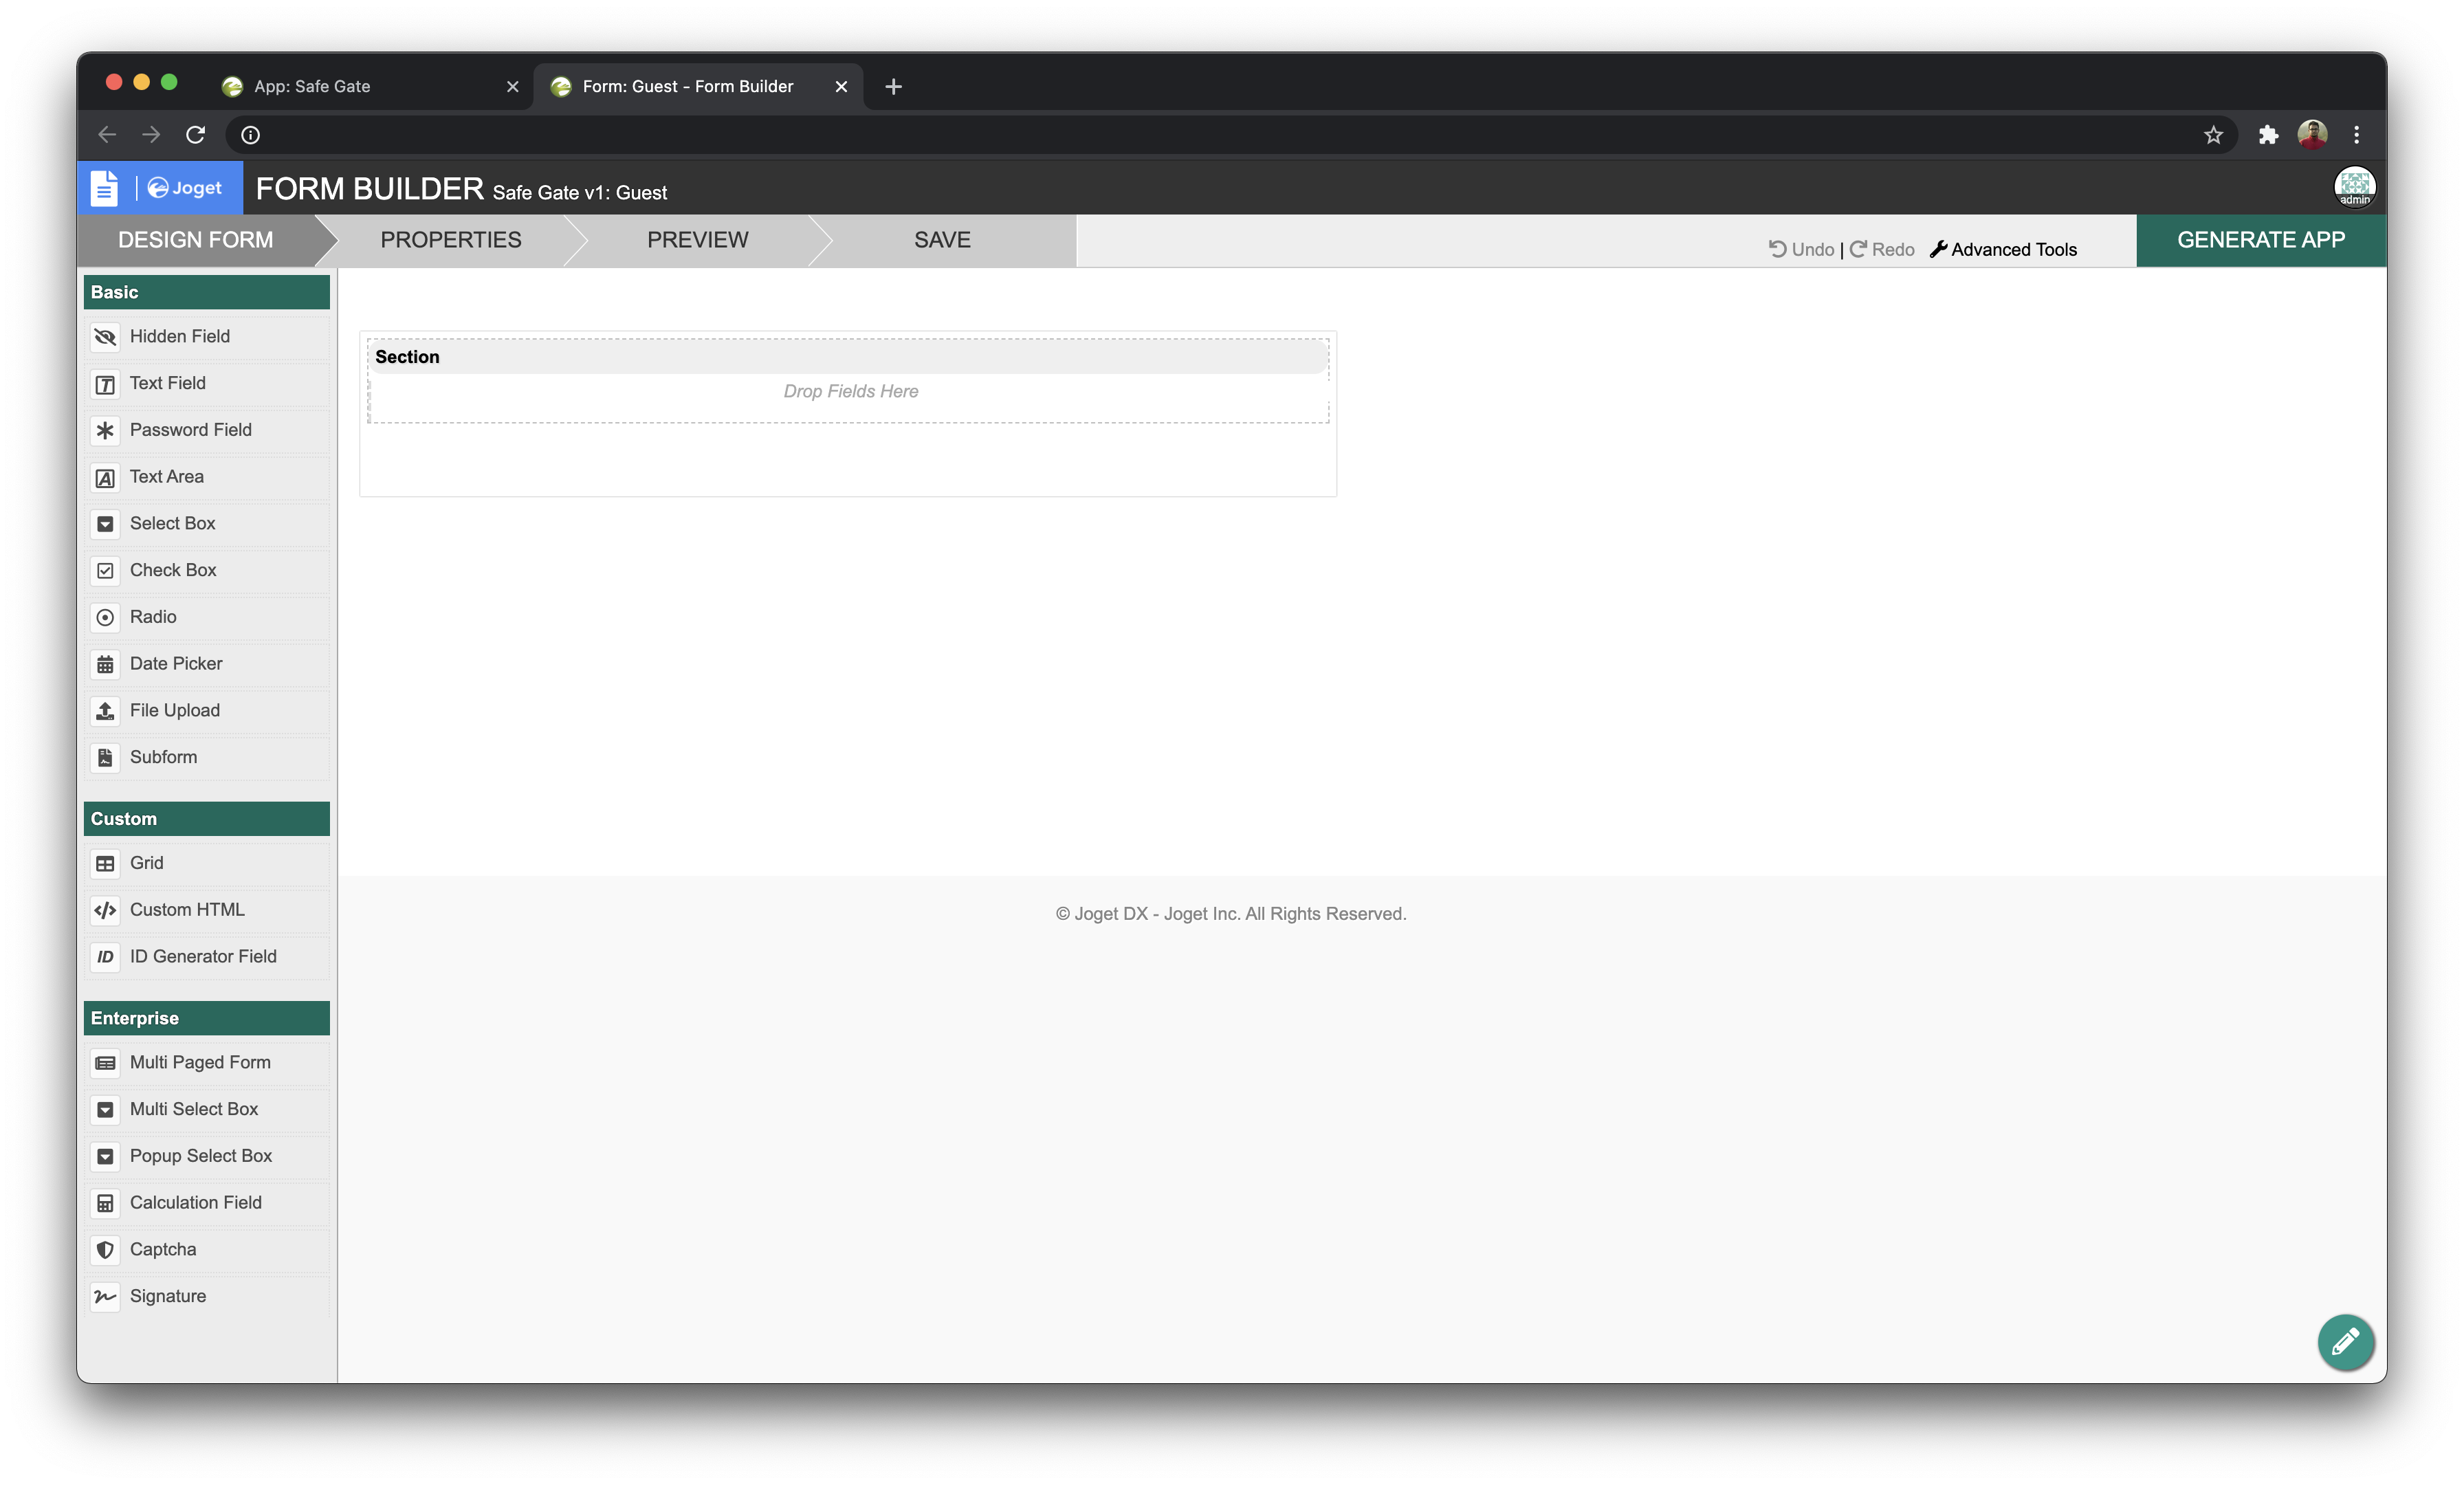 App: Safe Gate
Form: Guest - Form Builder
Joget
FORM BUILDER Safe Gate v1: Guest
admin
DESIGN FORM
PROPERTIES
PREVIEW
SAVE
Undo | Redo
Advanced Tools
GENERATE APP
Basic
Hidden Field
Text Field
Password Field
Text Area
Select Box
Check Box
Radio
Date Picker
File Upload
Subform
Custom
Grid
Custom HTML
ID ID Generator Field
Enterprise
Multi Paged Form
Multi Select Box
Popup Select Box
Calculation Field
Captcha
Signature
Section
Drop Fields Here
© Joget DX - Joget Inc. All Rights Reserved.